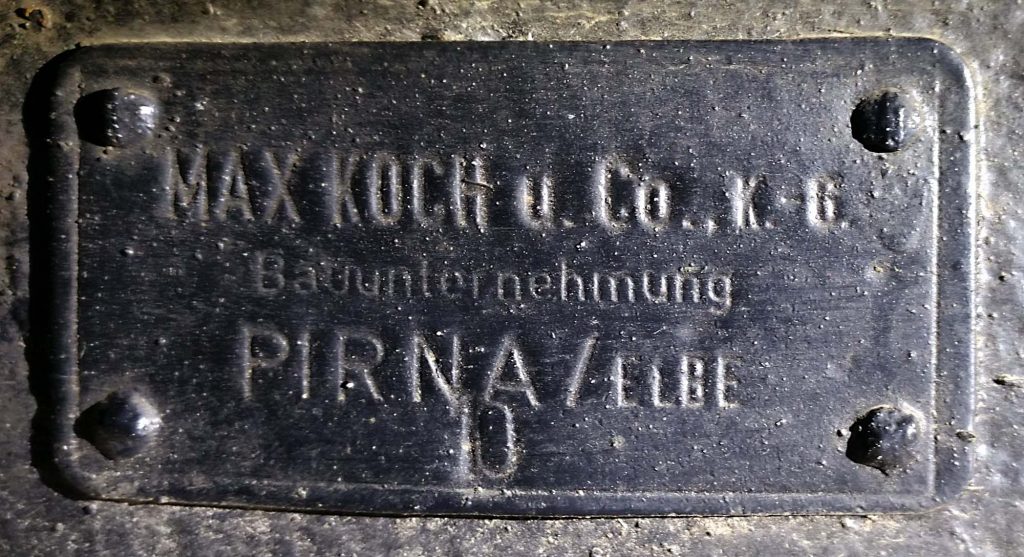 MAX KOCH u. Co., K.-G.
Bauunternehmung
PIRNA/ELBE
10